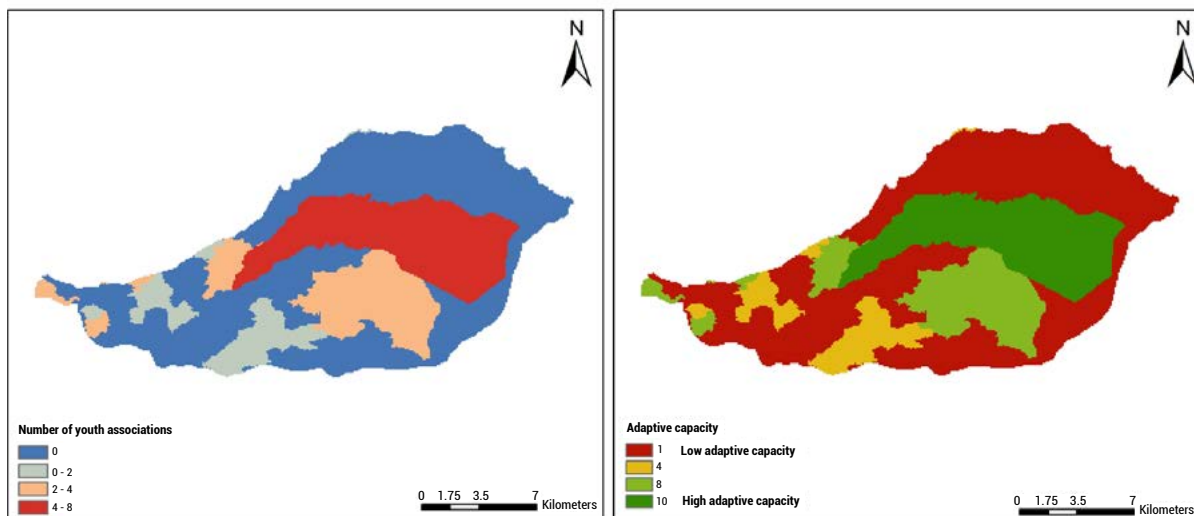 N
Number of youth associations
0
0 - 2
2 - 4
4 - 8
0 1.75 3.5 7
Kilometers
N
Adaptive capacity
1 Low adaptive capacity
4
8
10 High adaptive capacity
0 1.75 3.5 7
Kilometers